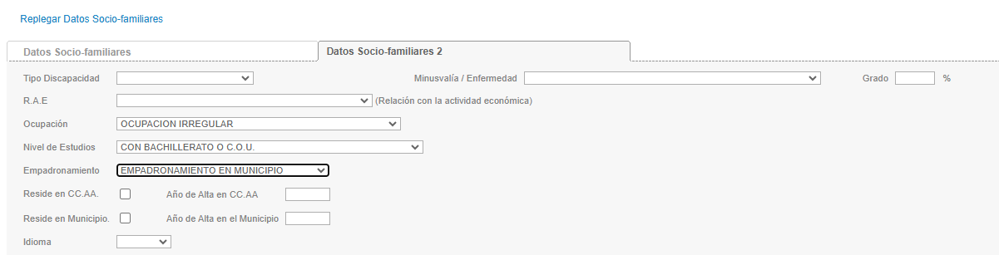 Replegar Datos Socio-familiares
Datos Socio-familiares Datos Socio-familiares 2
Tipo Discapacidad Minusvalía / Enfermedad Grado %
R.A.E (Relación con la actividad económica)
Ocupación OCUPACION IRREGULAR
Nivel de Estudios CON BACHILLERATO O C.O.U.
Empadronamiento EMPADRONAMIENTO EN MUNICIPIO
Reside en CC.AA. Año de Alta en CC.AA
Reside en Municipio. Año de Alta en el Municipio
Idioma